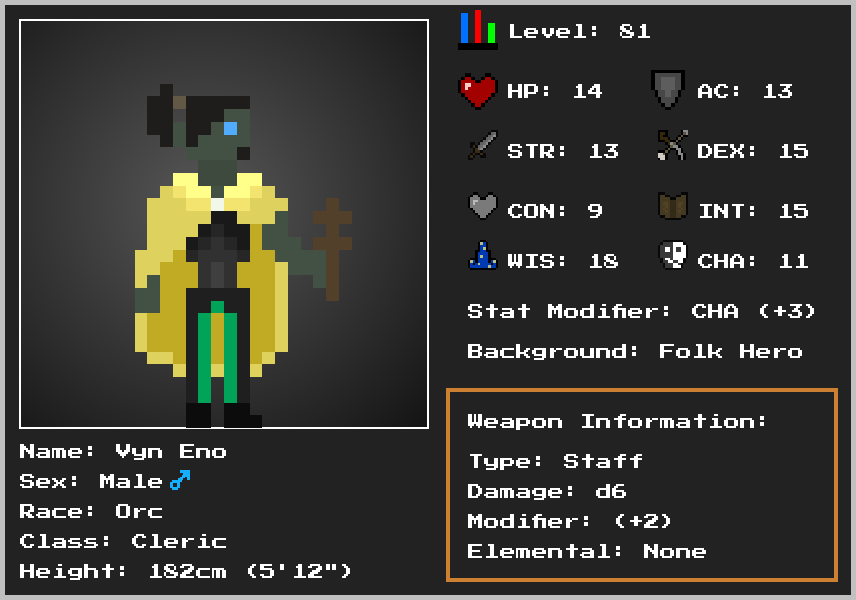 Level: 81
HP: 14 AC: 13
STR: 13 DEX: 15
CON: 9 INT: 15
WIS: 18 CHA: 11
Stat Modifier: CHA (+3)
Background: Folk Hero
Weapon Information:
Type: Staff
Damage: d6
Modifier: (+2)
Elemental: None
Name: Vyn Eno
Sex: Male ♂
Race: Orc
Class: Cleric
Height: 182cm (5'12")